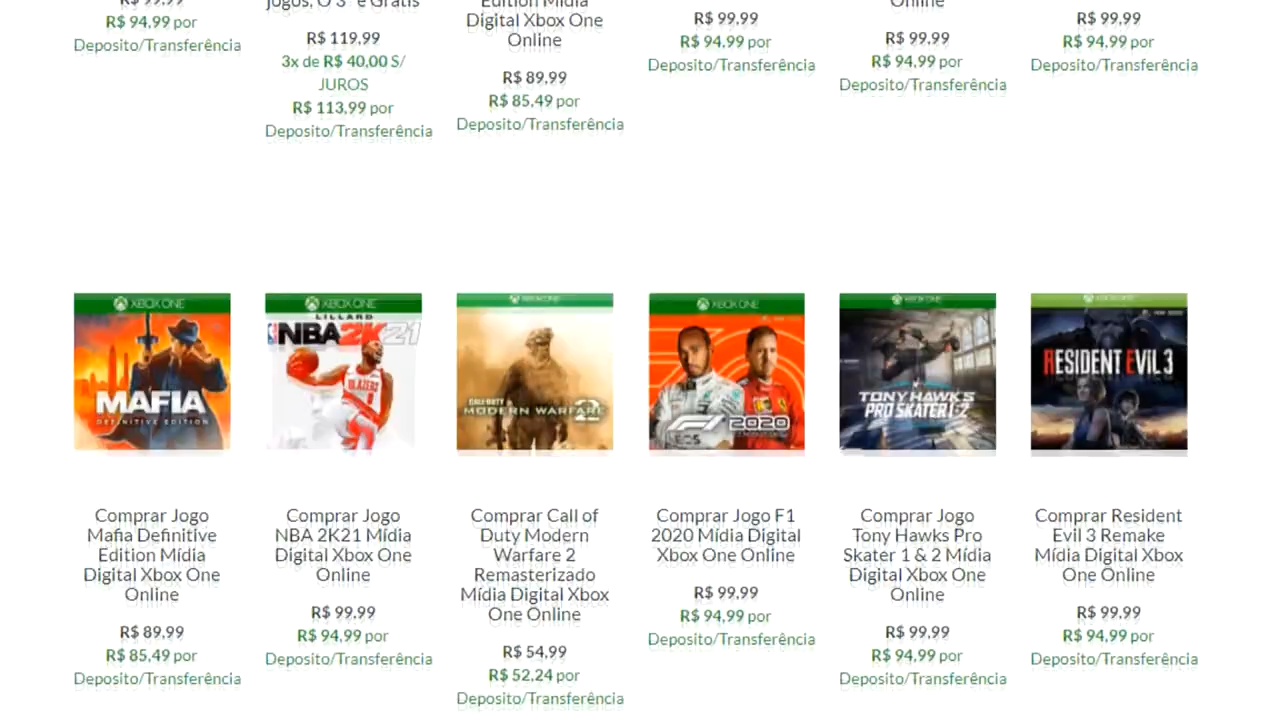 R$ 99,99
R$ 94,99 por
Deposito/Transferência
jogos, O 3° é Grátis
R$ 119,99
3x de R$ 40,00 S/
JUROS
R$ 113,99 por
Deposito/Transferência
Edition Mídia
Digital Xbox One
Online
R$ 89,99
R$ 85,49 por
Deposito/Transferência
R$ 99,99
R$ 94,99 por
Deposito/Transferência
Online
R$ 99,99
R$ 94,99 por
Deposito/Transferência
R$ 99,99
R$ 94,99 por
Deposito/Transferência
XBOX ONE
MAFIA
DEFINITIVE EDITION
Comprar Jogo
Mafia Definitive
Edition Mídia
Digital Xbox One
Online
R$ 89,99
R$ 85,49 por
Deposito/Transferência
XBOX ONE
LILLARD
NBA 2K21
BLAZERS
Comprar Jogo
NBA 2K21 Mídia
Digital Xbox One
Online
R$ 99,99
R$ 94,99 por
Deposito/Transferência
XBOX ONE
CALL OF DUTY
MODERN WARFARE 2
Comprar Call of
Duty Modern
Warfare 2
Remasterizado
Mídia Digital Xbox
One Online
R$ 54,99
R$ 52,24 por
Deposito/Transferência
XBOX ONE
F1 2020
Comprar Jogo F1
2020 Mídia Digital
Xbox One Online
R$ 99,99
R$ 94,99 por
Deposito/Transferência
XBOX ONE
TONY HAWK'S
PRO SKATER 1+2
Comprar Jogo
Tony Hawks Pro
Skater 1 & 2 Mídia
Digital Xbox One
Online
R$ 99,99
R$ 94,99 por
Deposito/Transferência
XBOX ONE
RESIDENT EVIL 3
Comprar Resident
Evil 3 Remake
Mídia Digital Xbox
One Online
R$ 99,99
R$ 94,99 por
Deposito/Transferência